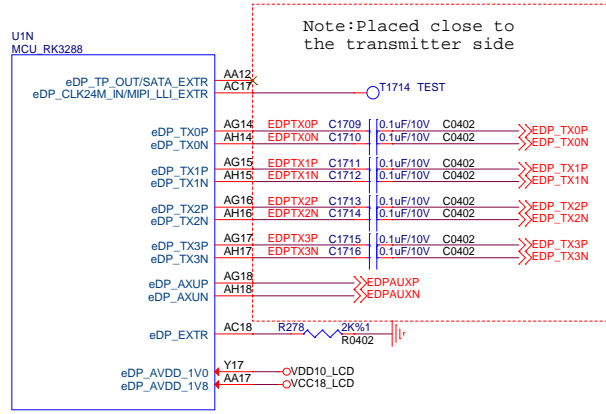 Note:Placed close to
the transmitter side
U1N
MCU_RK3288
eDP_TP_OUT/SATA_EXTR AA12
eDP_CLK24M_IN/MIPI_LLI_EXTR AC17 T1714 TEST
eDP_TX0P AG14 EDPTX0P C1709 0.1uF/10V C0402 EDP_TX0P
eDP_TX0N AH14 EDPTX0N C1710 0.1uF/10V C0402 EDP_TX0N
eDP_TX1P AG15 EDPTX1P C1711 0.1uF/10V C0402 EDP_TX1P
eDP_TX1N AH15 EDPTX1N C1712 0.1uF/10V C0402 EDP_TX1N
eDP_TX2P AG16 EDPTX2P C1713 0.1uF/10V C0402 EDP_TX2P
eDP_TX2N AH16 EDPTX2N C1714 0.1uF/10V C0402 EDP_TX2N
eDP_TX3P AG17 EDPTX3P C1715 0.1uF/10V C0402 EDP_TX3P
eDP_TX3N AH17 EDPTX3N C1716 0.1uF/10V C0402 EDP_TX3N
eDP_AXUP AG18 EDPAUXP
eDP_AXUN AH18 EDPAUXN
eDP_EXTR AC18 R278 2K%1
R0402
eDP_AVDD_1V0 Y17 VDD10_LCD
eDP_AVDD_1V8 AA17 VCC18_LCD